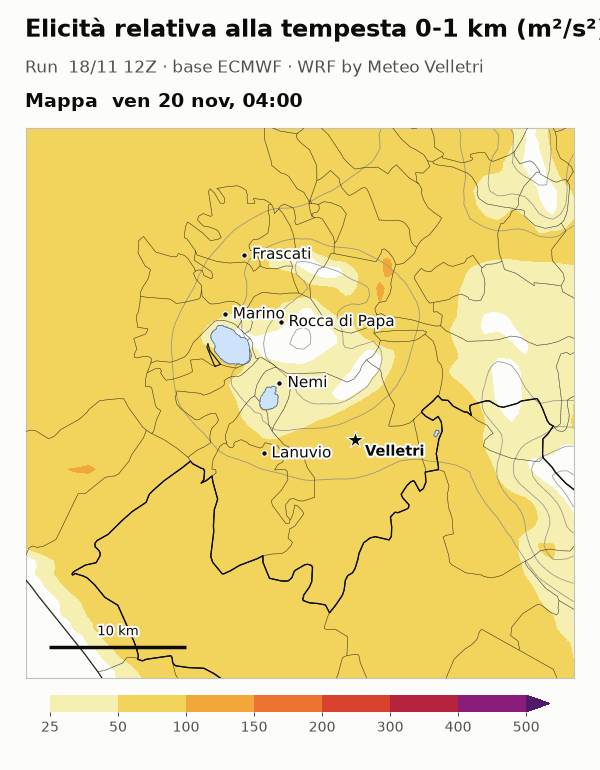 Elicità relativa alla tempesta 0-1 km (m²/s²)
Run 18/11 12Z · base ECMWF · WRF by Meteo Velletri
Mappa ven 20 nov, 04:00
Frascati
Marino
Rocca di Papa
Nemi
Velletri
Lanuvio
10 km
25 50 100 150 200 300 400 500